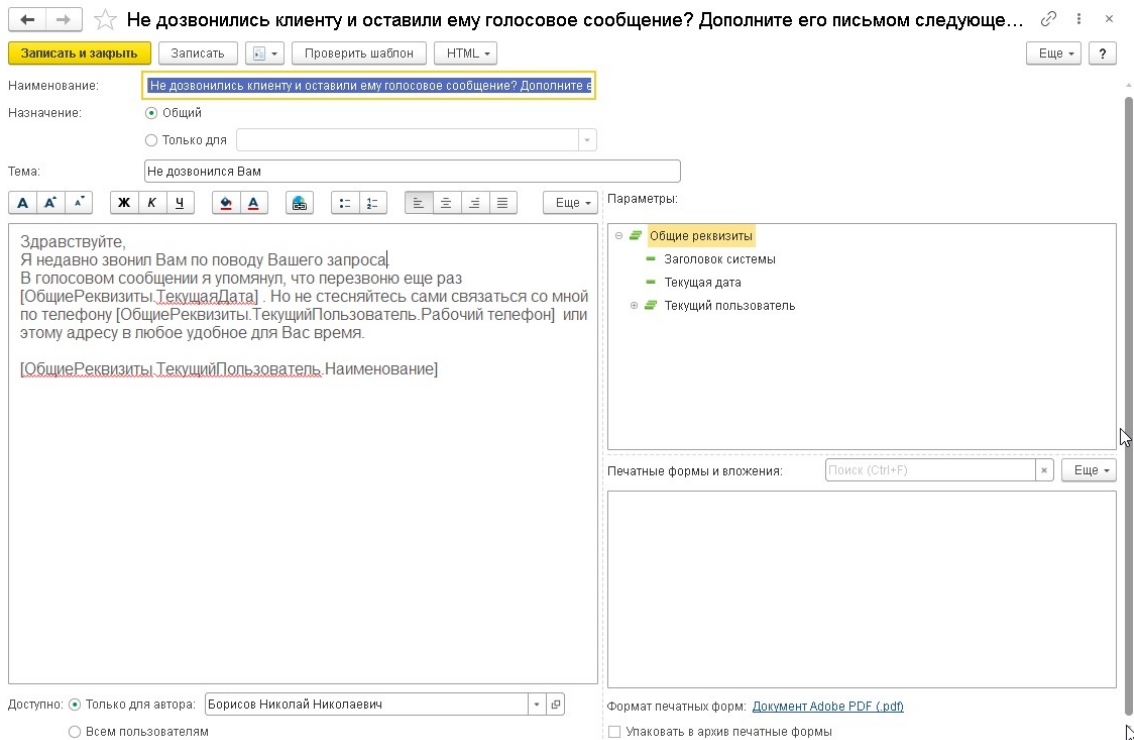 Не дозвонились клиенту и оставили ему голосовое сообщение? Дополните его письмом следующе...
Записать и закрыть Записать Проверить шаблон HTML Еще ?
Наименование: Не дозвонились клиенту и оставили ему голосовое сообщение? Дополните е
Назначение: Общий
Только для
Тема: Не дозвонился Вам
А А А Ж К Ч А Еще Параметры:
Здравствуйте,
Я недавно звонил Вам по поводу Вашего запроса
В голосовом сообщении я упомянул, что перезвоню еще раз
[ОбщиеРеквизиты.ТекущаяДата] . Но не стесняйтесь сами связаться со мной
по телефону [ОбщиеРеквизиты.ТекущийПользователь.Рабочий телефон] или
этому адресу в любое удобное для Вас время.
[ОбщиеРеквизиты.ТекущийПользователь.Наименование]
Общие реквизиты
Заголовок системы
Текущая дата
Текущий пользователь
Печатные формы и вложения: Поиск (Ctrl+F) × Еще
Доступно: Только для автора: Борисов Николай Николаевич
Всем пользователям
Формат печатных форм: Документ Adobe PDF (.pdf)
Упаковать в архив печатные формы